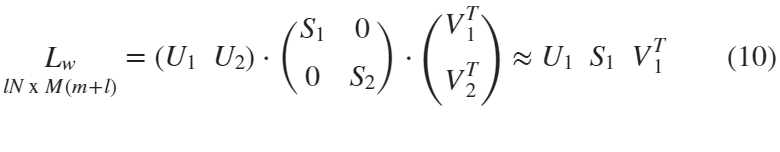 L_w = (U_1 U_2) · (S_1 0 0 S_2) · (V_1^T V_2^T) ≈ U_1 S_1 V_1^T (10)
lN x M(m+l)